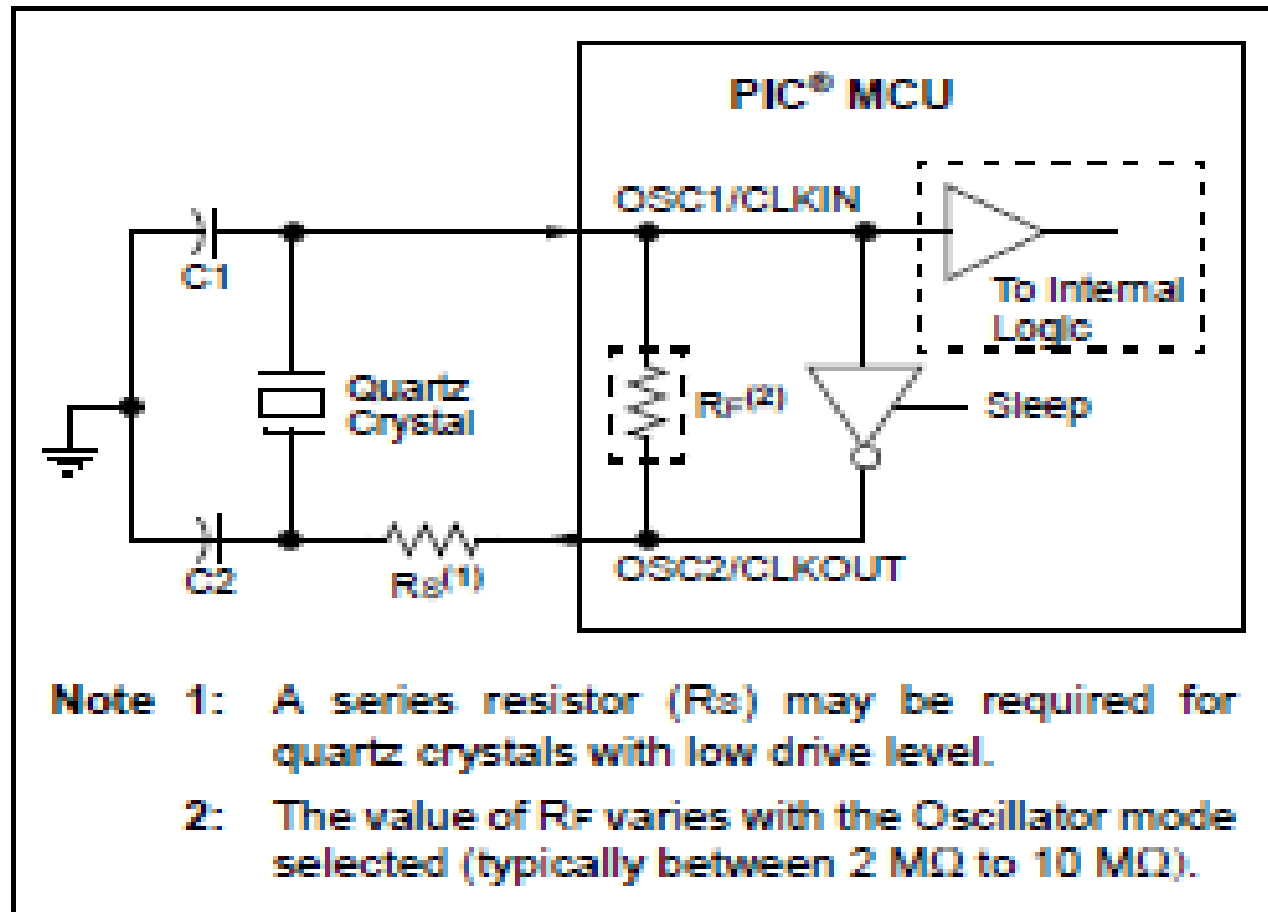 PIC® MCU
OSC1/CLKIN
C1
To Internal
Logic
Quartz
Crystal
RF(2)
Sleep
C2
RS(1)
OSC2/CLKOUT
Note 1: A series resistor (RS) may be required for
quartz crystals with low drive level.
2: The value of RF varies with the Oscillator mode
selected (typically between 2 MΩ to 10 MΩ).